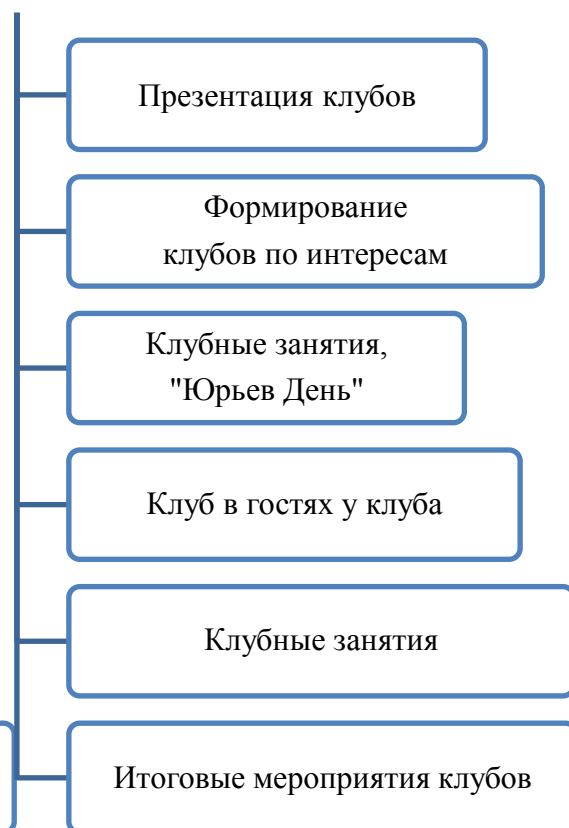 Презентация клубов
Формирование
клубов по интересам
Клубные занятия,
"Юрьев День"
Клуб в гостях у клуба
Клубные занятия
Итоговые мероприятия клубов